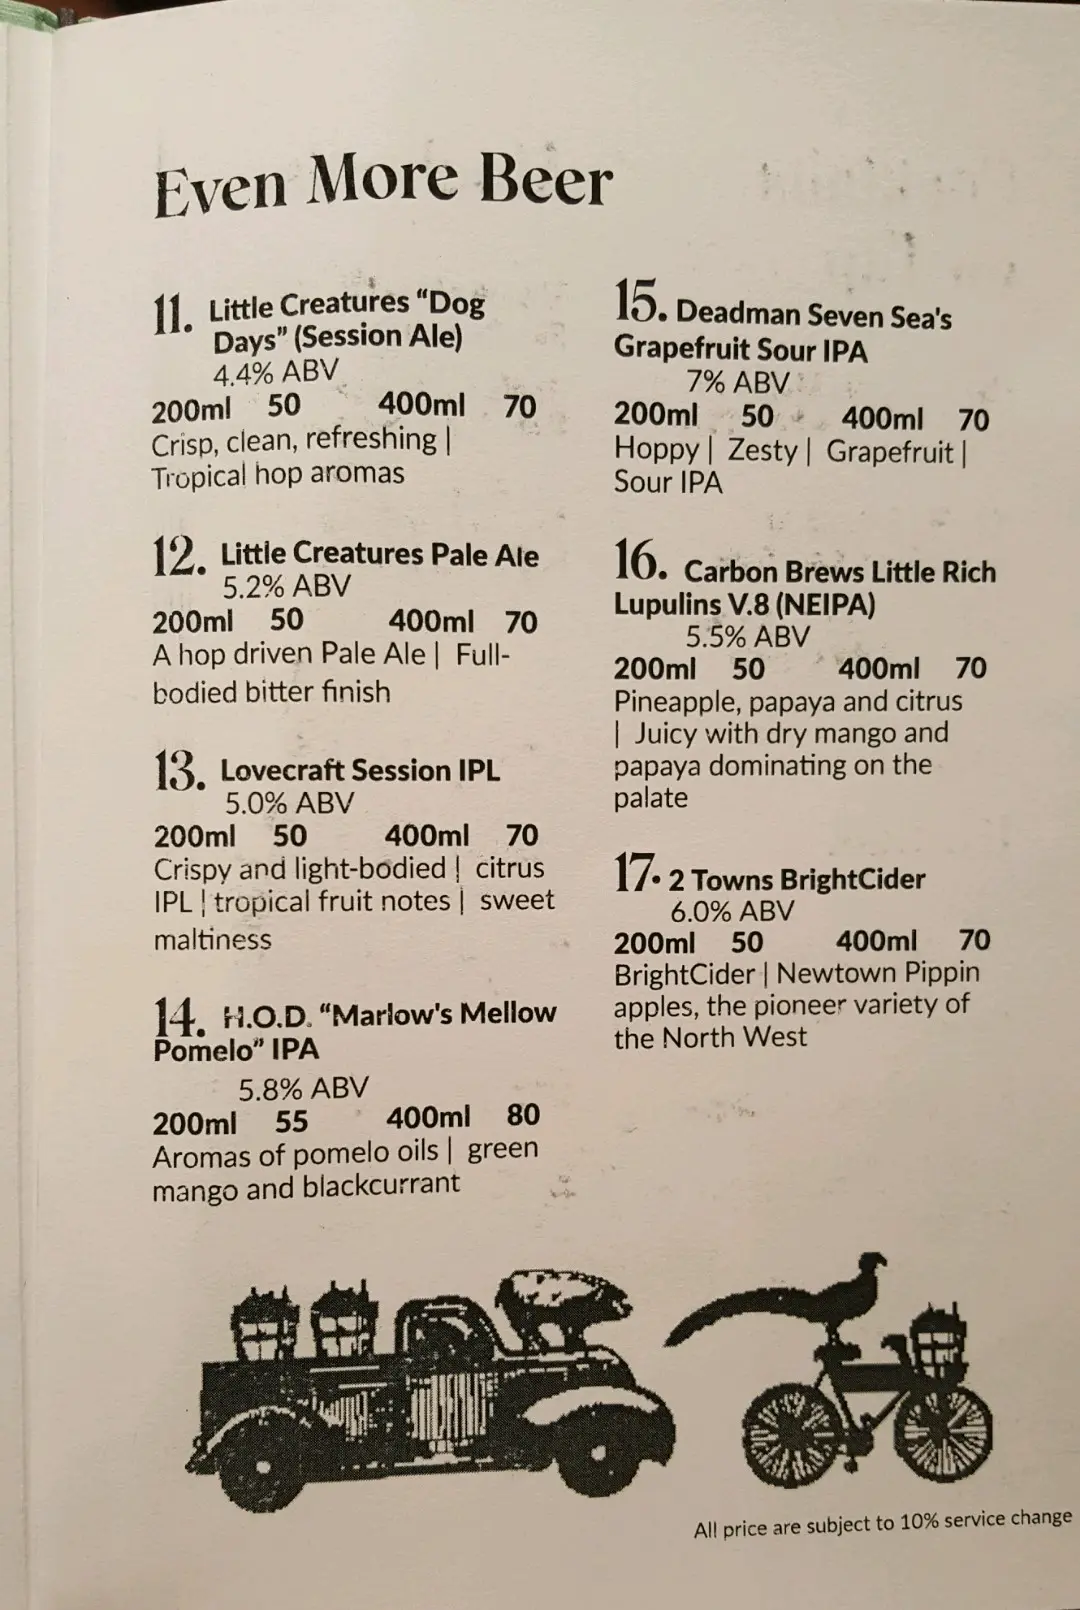 Even More Beer
11. Little Creatures “Dog
Days” (Session Ale)
4.4% ABV
200ml 50 400ml 70
Crisp, clean, refreshing |
Tropical hop aromas
12. Little Creatures Pale Ale
5.2% ABV
200ml 50 400ml 70
A hop driven Pale Ale | Full-
bodied bitter finish
13. Lovecraft Session IPL
5.0% ABV
200ml 50 400ml 70
Crispy and light-bodied | citrus
IPL | tropical fruit notes | sweet
maltiness
14. H.O.D. “Marlow's Mellow
Pomelo” IPA
5.8% ABV
200ml 55 400ml 80
Aromas of pomelo oils | green
mango and blackcurrant
15. Deadman Seven Sea's
Grapefruit Sour IPA
7% ABV
200ml 50 400ml 70
Hoppy | Zesty | Grapefruit |
Sour IPA
16. Carbon Brews Little Rich
Lupulins V.8 (NEIPA)
5.5% ABV
200ml 50 400ml 70
Pineapple, papaya and citrus
| Juicy with dry mango and
papaya dominating on the
palate
17. 2 Towns BrightCider
6.0% ABV
200ml 50 400ml 70
BrightCider | Newtown Pippin
apples, the pioneer variety of
the North West
All price are subject to 10% service change